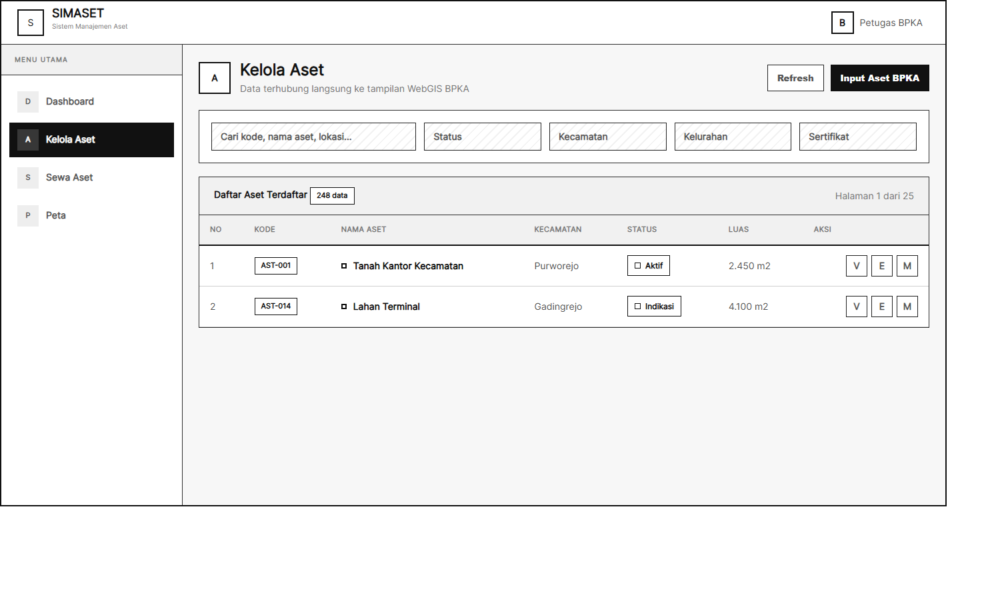 S
SIMASET
Sistem Manajemen Aset
B Petugas BPKA
MENU UTAMA
D Dashboard
A Kelola Aset
S Sewa Aset
P Peta
A
Kelola Aset
Data terhubung langsung ke tampilan WebGIS BPKA
Refresh Input Aset BPKA
Cari kode, nama aset, lokasi... Status Kecamatan Kelurahan Sertifikat
Daftar Aset Terdaftar 248 data Halaman 1 dari 25
NO KODE NAMA ASET KECAMATAN STATUS LUAS AKSI
1 AST-001 Tanah Kantor Kecamatan Purworejo Aktif 2.450 m2 V E M
2 AST-014 Lahan Terminal Gadingrejo Indikasi 4.100 m2 V E M